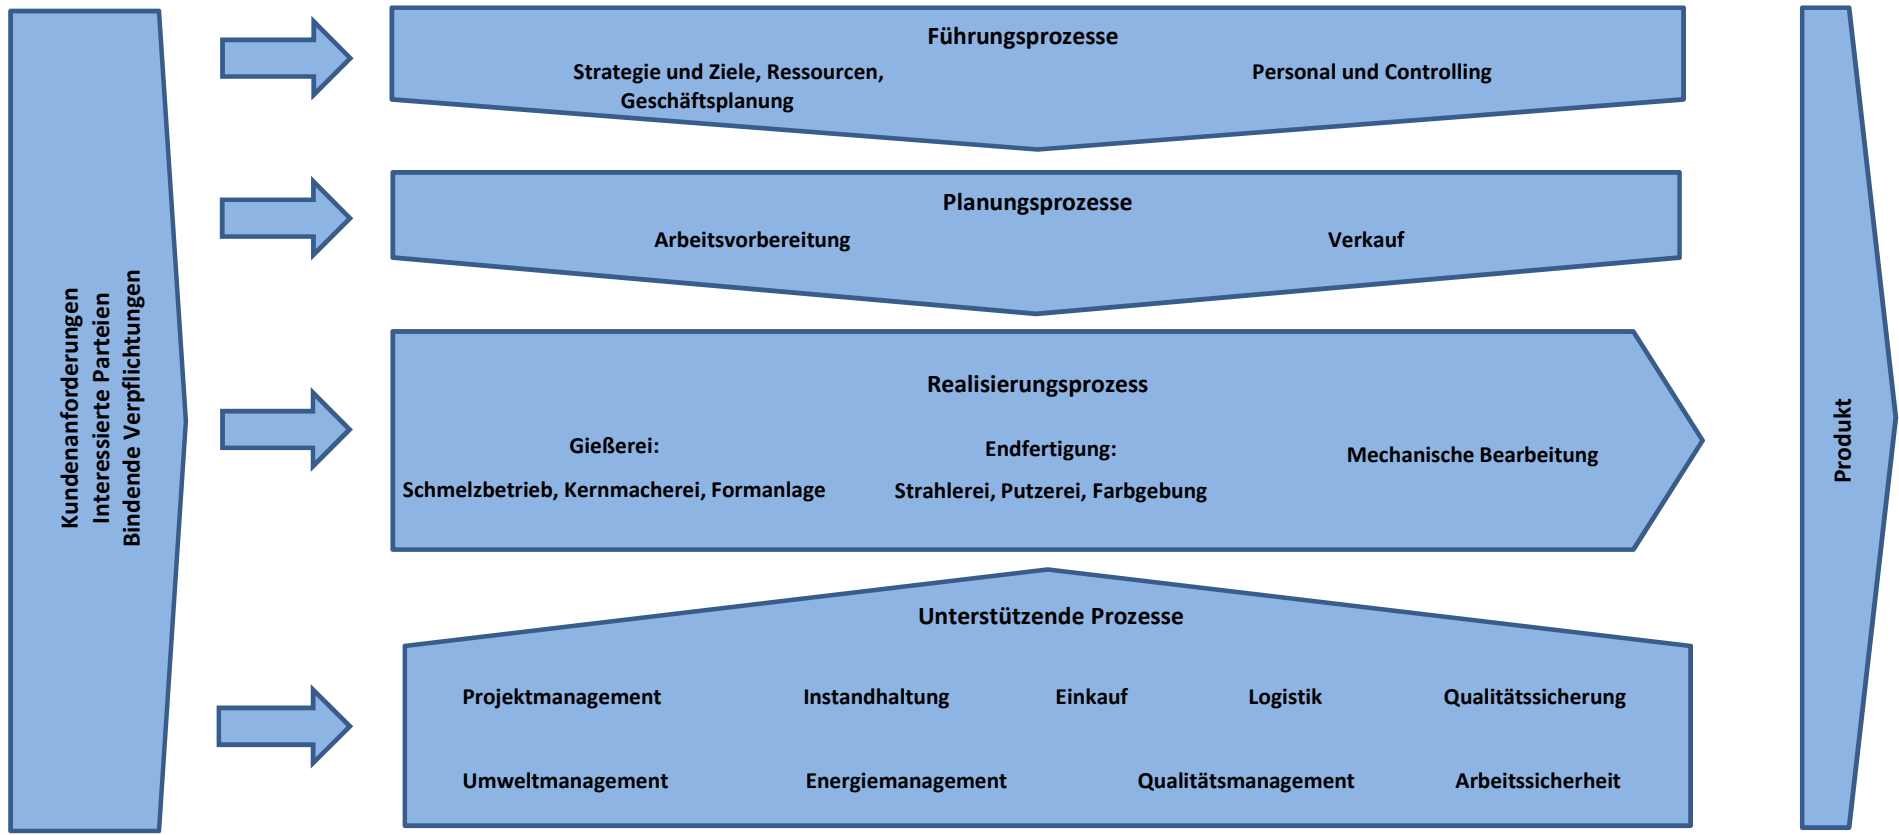 Kundenanforderungen
Interessierte Parteien
Bindende Verpflichtungen
Führungsprozesse
Strategie und Ziele, Ressourcen,
Geschäftsplanung
Personal und Controlling
Planungsprozesse
Arbeitsvorbereitung
Verkauf
Realisierungsprozess
Gießerei:
Schmelzbetrieb, Kernmacherei, Formanlage
Endfertigung:
Strahlerei, Putzerei, Farbgebung
Mechanische Bearbeitung
Unterstützende Prozesse
Projektmanagement
Instandhaltung
Einkauf
Logistik
Qualitätssicherung
Umweltmanagement
Energiemanagement
Qualitätsmanagement
Arbeitssicherheit
Produkt